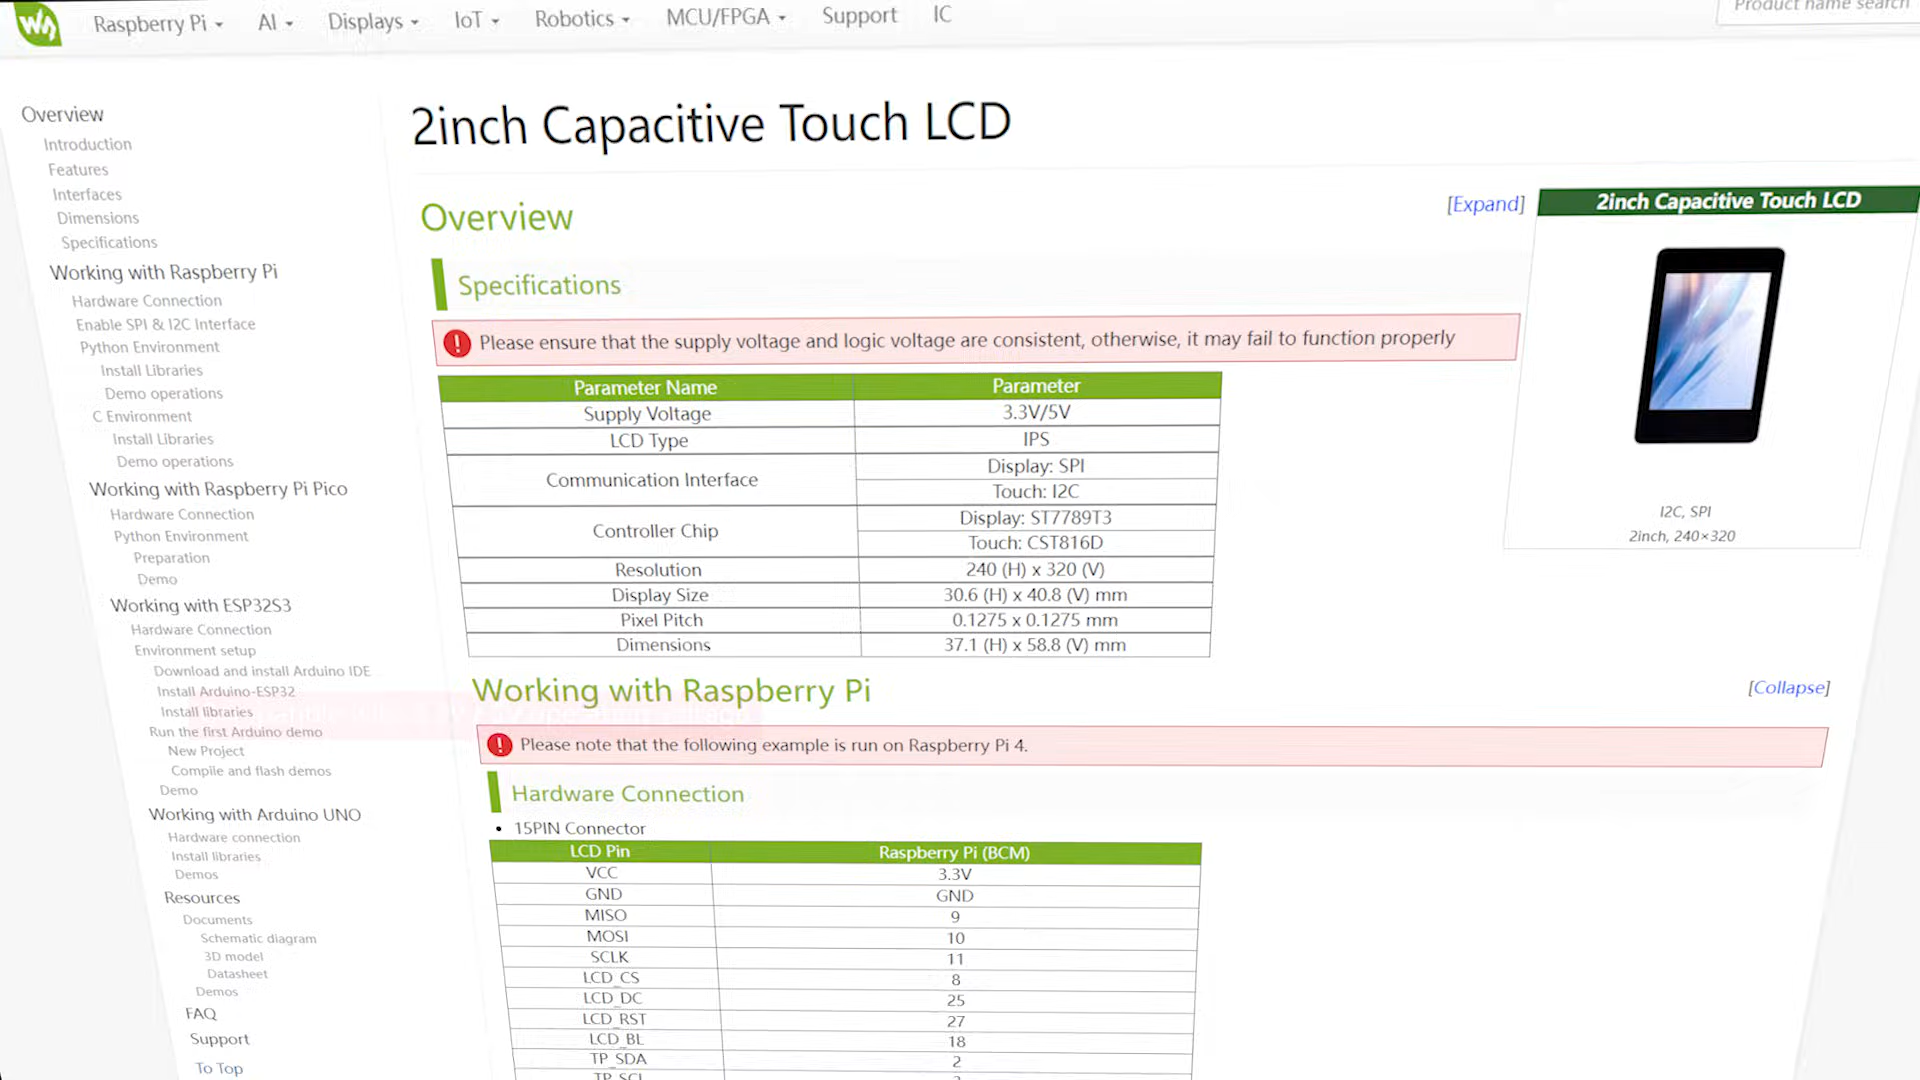 Raspberry Pi
AI
Displays
IoT
Robotics
MCU/FPGA
Support
IC
Product name search
Overview
Introduction
Features
Interfaces
Dimensions
Specifications
Working with Raspberry Pi
Hardware Connection
Enable SPI & I2C Interface
Python Environment
Install Libraries
Demo operations
C Environment
Install Libraries
Demo operations
Working with Raspberry Pi Pico
Hardware Connection
Python Environment
Preparation
Demo
Working with ESP32S3
Hardware Connection
Environment setup
Download and install Arduino IDE
Install Arduino-ESP32
Install libraries
Run the first Arduino demo
New Project
Compile and flash demos
Demo
Working with Arduino UNO
Hardware connection
Install libraries
Demos
Resources
Documents
Schematic diagram
3D model
Datasheet
Demos
FAQ
Support
To Top
2inch Capacitive Touch LCD
Overview
[Expand]
Specifications
Please ensure that the supply voltage and logic voltage are consistent, otherwise, it may fail to function properly
Parameter Name Parameter
Supply Voltage 3.3V/5V
LCD Type IPS
Communication Interface Display: SPI
Touch: I2C
Controller Chip Display: ST7789T3
Touch: CST816D
Resolution 240 (H) x 320 (V)
Display Size 30.6 (H) x 40.8 (V) mm
Pixel Pitch 0.1275 x 0.1275 mm
Dimensions 37.1 (H) x 58.8 (V) mm
2inch Capacitive Touch LCD
I2C, SPI
2inch, 240×320
Working with Raspberry Pi
[Collapse]
Please note that the following example is run on Raspberry Pi 4.
Hardware Connection
• 15PIN Connector
LCD Pin Raspberry Pi (BCM)
VCC 3.3V
GND GND
MISO 9
MOSI 10
SCLK 11
LCD_CS 8
LCD_DC 25
LCD_RST 27
LCD_BL 18
TP_SDA 2